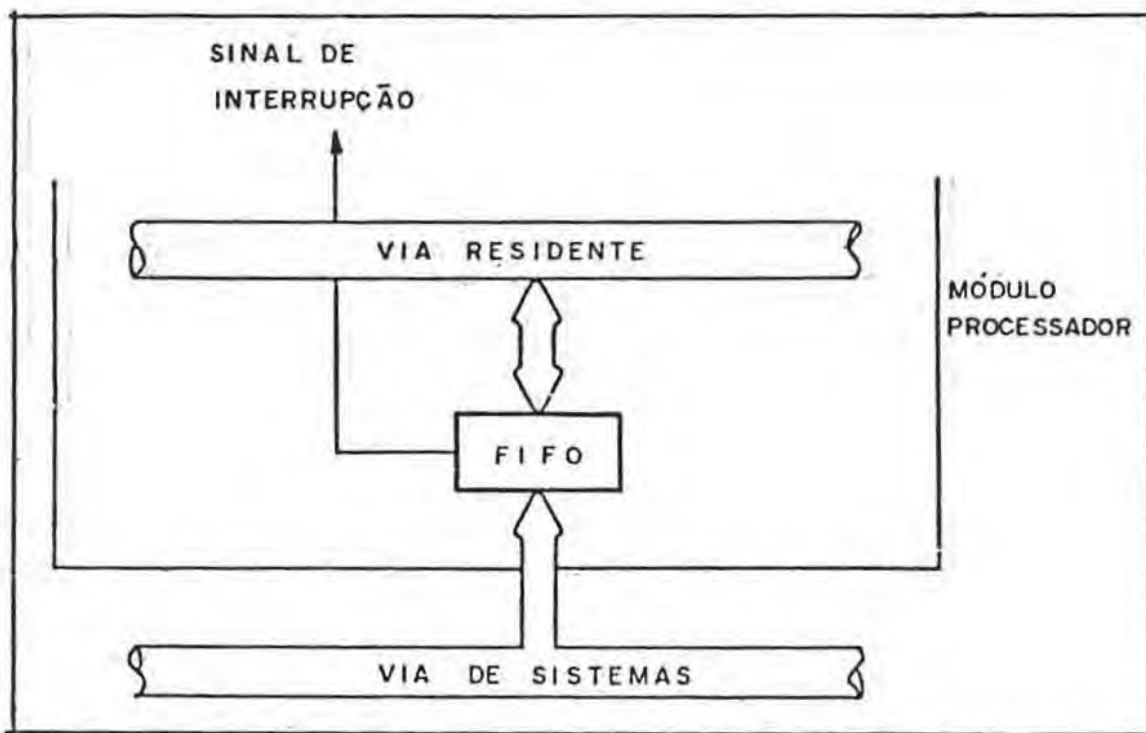 SINAL DE
INTERRUPÇÃO
VIA RESIDENTE
MÓDULO
PROCESSADOR
FIFO
VIA DE SISTEMAS